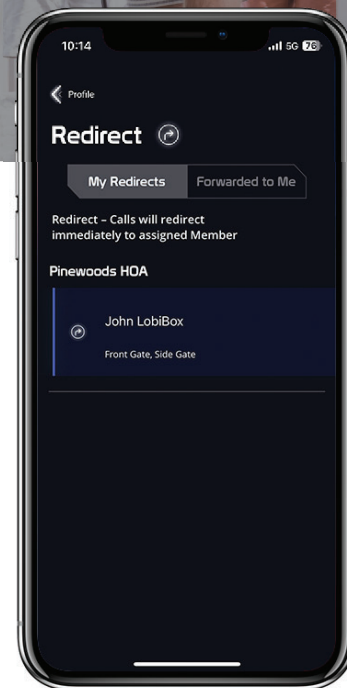 10:14
5G 76
Profile
Redirect
My Redirects Forwarded to Me
Redirect – Calls will redirect
immediately to assigned Member
Pinewoods HOA
John LobiBox
Front Gate, Side Gate